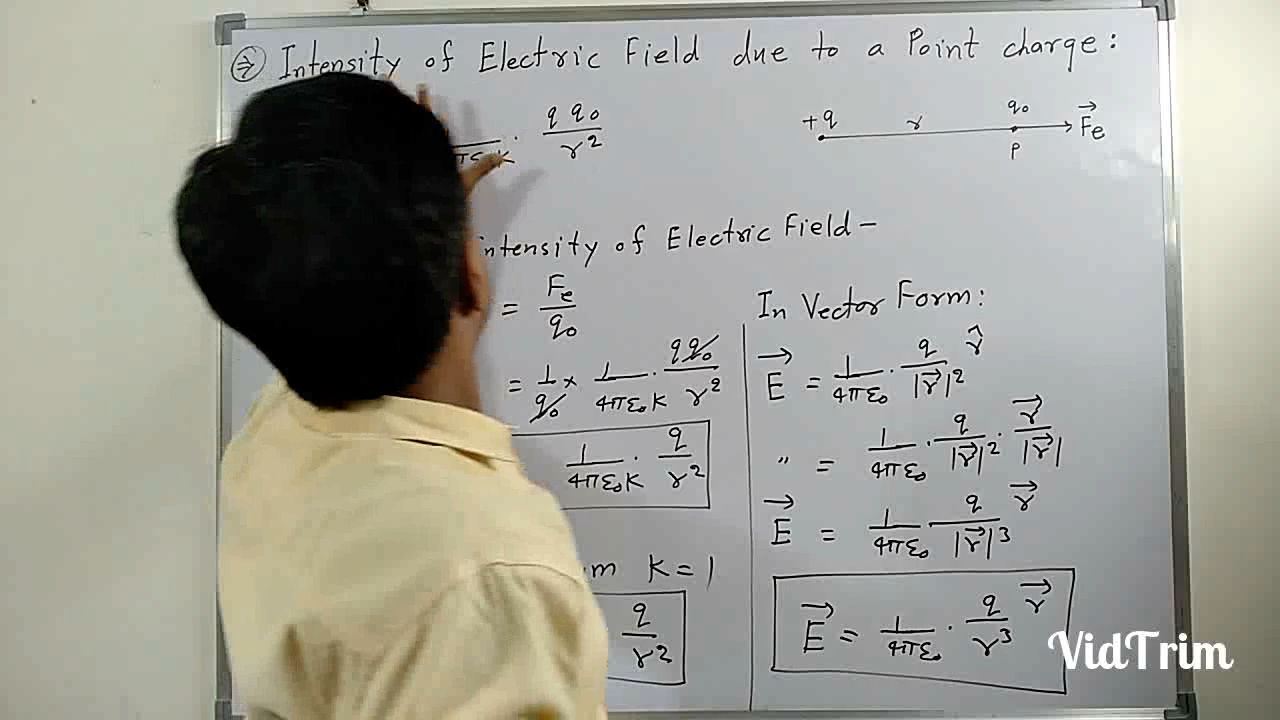 ⇒ Intensity of Electric Field due to a Point charge:
· q q₀ / r²
+q r q₀ F⃗e
P
intensity of Electric Field –
= Fe / q₀
= 1/q₀ × 1/4πε₀K · qq₀/r²
1/4πε₀K · q/r²
K = 1
q/r²
In Vector Form:
E⃗ = 1/4πε₀ · q/|r⃗|² r̂
" = 1/4πε₀ · q/|r⃗|² · r⃗/|r⃗|
E⃗ = 1/4πε₀ · q r⃗/|r⃗|³
E⃗ = 1/4πε₀ · q r⃗/r³
VidTrim